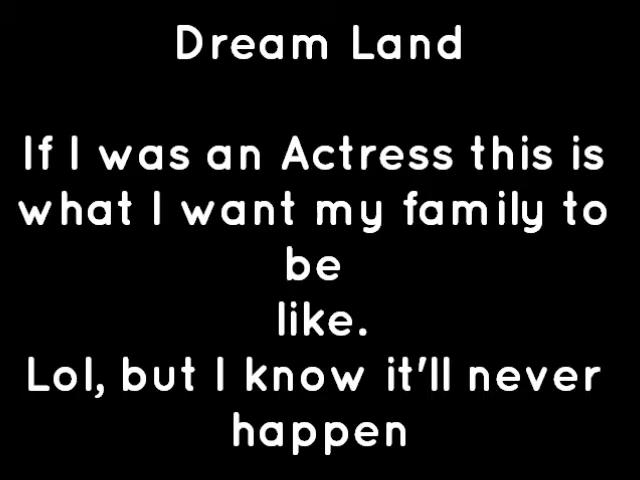 Dream Land
If I was an Actress this is
what I want my family to
be
like.
Lol, but I know it'll never
happen